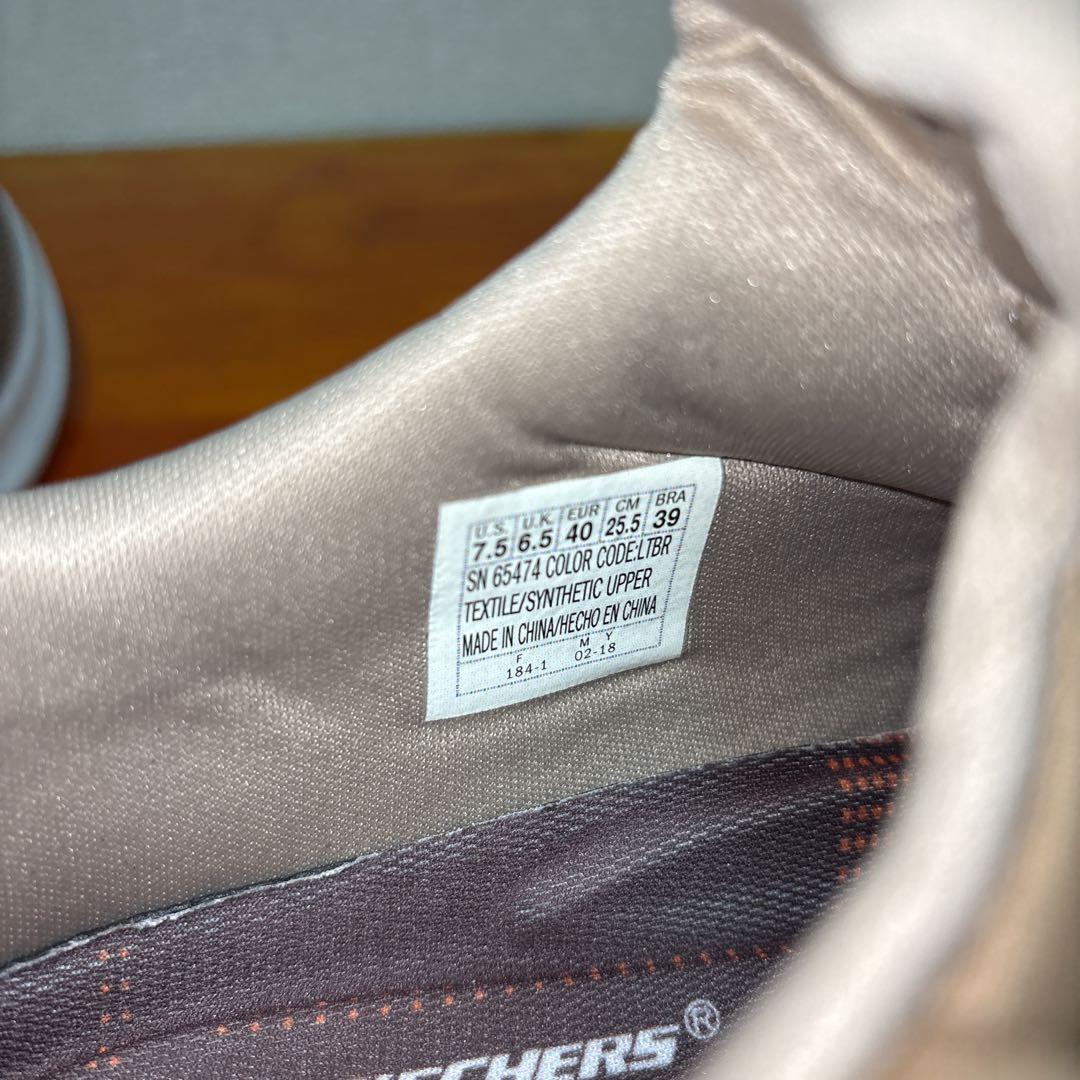 U.S. U.K. EUR CM BRA
7.5 6.5 40 25.5 39
SN 65474 COLOR CODE:LTBR
TEXTILE/SYNTHETIC UPPER
MADE IN CHINA/HECHO EN CHINA
F M Y
184-1 02-18